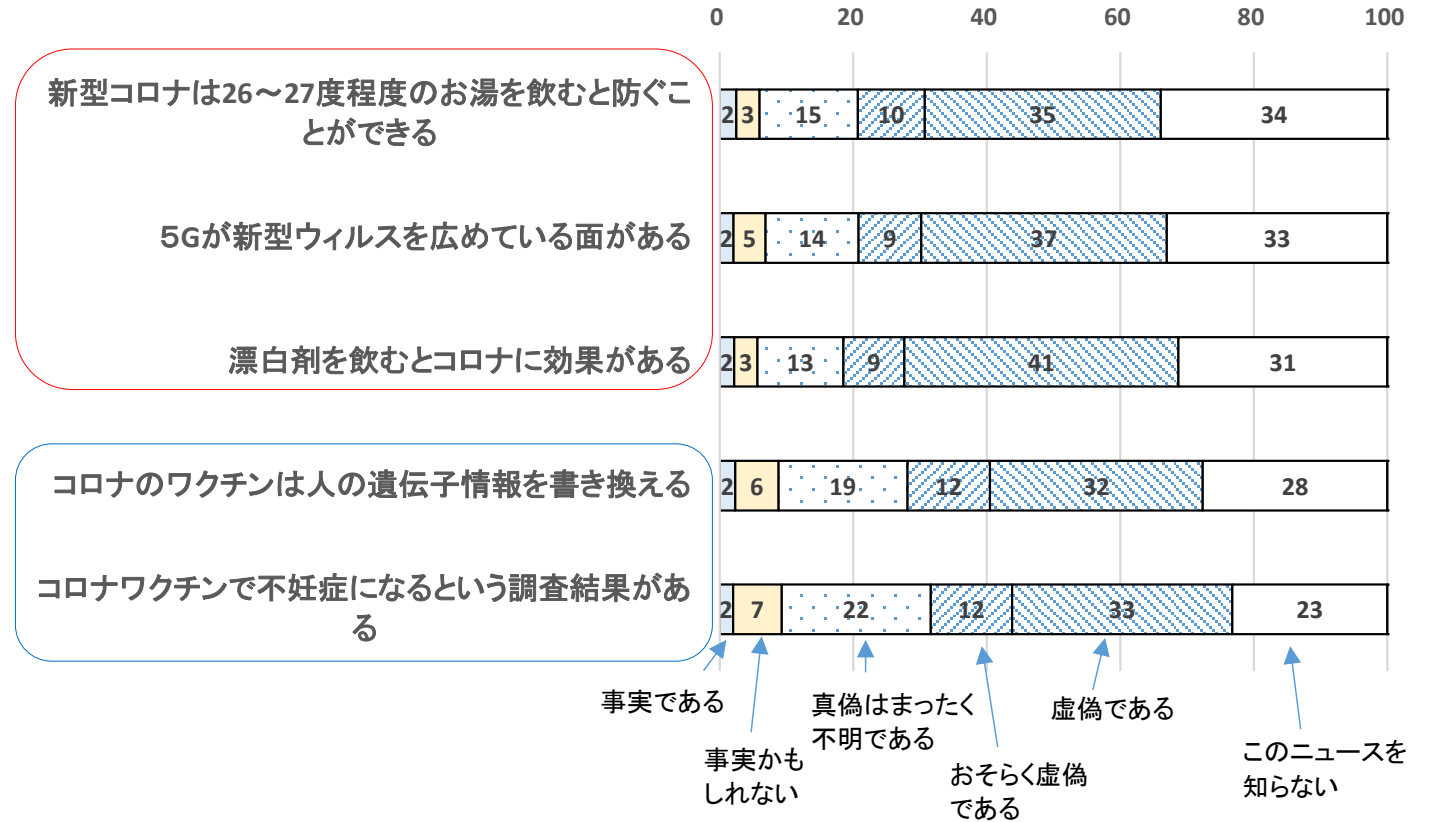 0 20 40 60 80 100
新型コロナは26～27度程度のお湯を飲むと防ぐこ
とができる
2 3 15 10 35 34
５Gが新型ウィルスを広めている面がある
2 5 14 9 37 33
漂白剤を飲むとコロナに効果がある
2 3 13 9 41 31
コロナのワクチンは人の遺伝子情報を書き換える
2 6 19 12 32 28
コロナワクチンで不妊症になるという調査結果があ
る
2 7 22 12 33 23
事実である
事実かも
しれない
真偽はまったく
不明である
おそらく虚偽
である
虚偽である
このニュースを
知らない